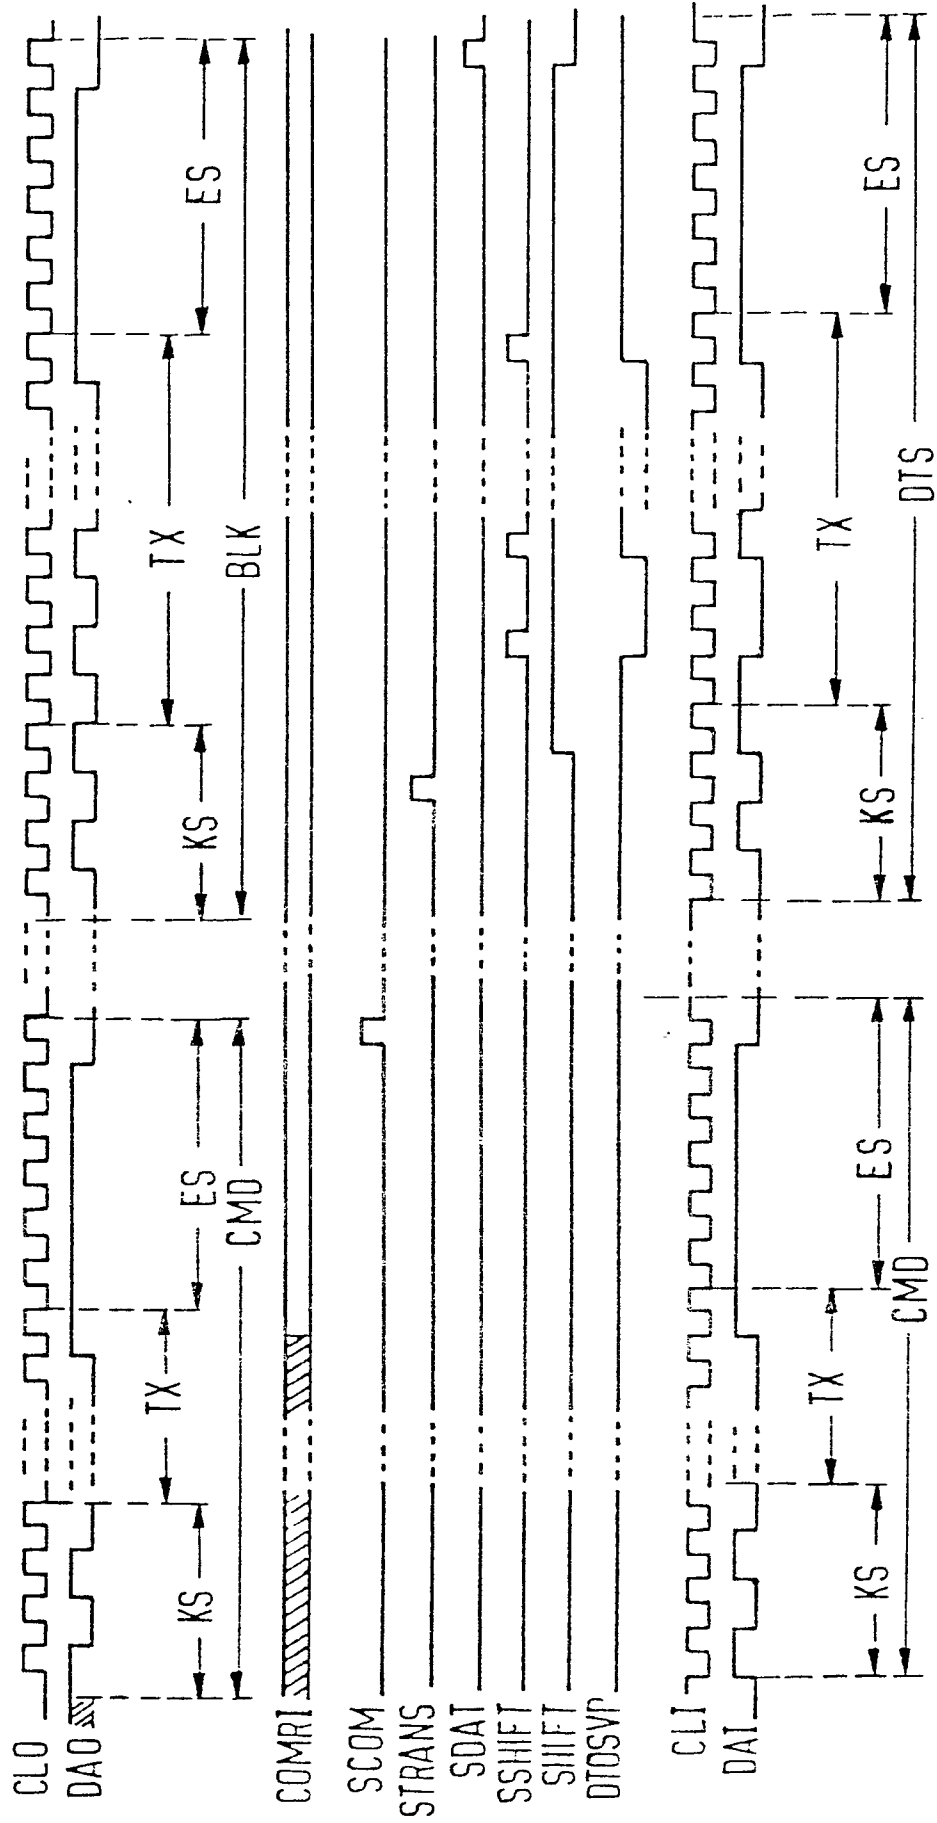 CLO
DAO
TX TX
KS ES KS ES
CMD BLK
COMRI
SCOM
STRANS
SDAT
SSHIFT
SHIFT
DTOSVP
CLI
DAI
TX TX
KS ES KS ES
CMD DTS